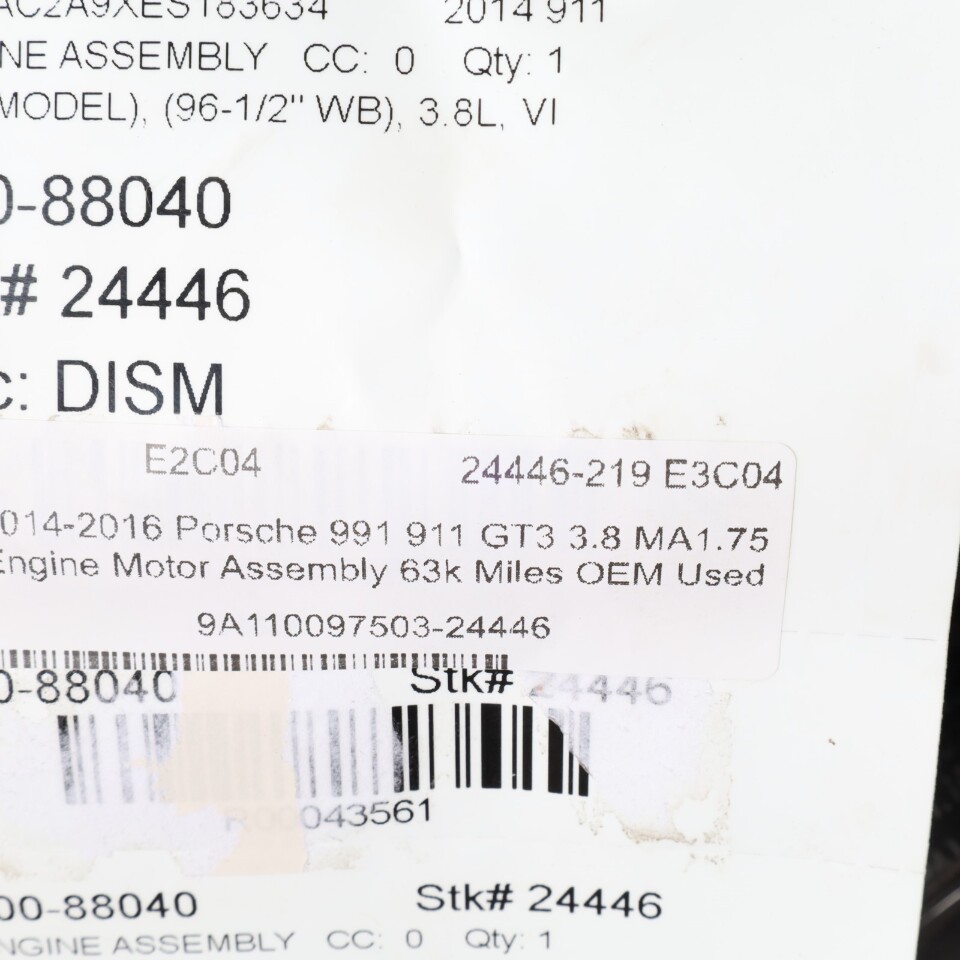 AC2A9XES183634 2014 911
NE ASSEMBLY CC: 0 Qty: 1
MODEL), (96-1/2" WB), 3.8L, VI
0-88040
# 24446
c: DISM
E2C04 24446-219 E3C04
014-2016 Porsche 991 911 GT3 3.8 MA1.75
Engine Motor Assembly 63k Miles OEM Used
9A110097503-24446
0-88040 Stk# 24446
R00043561
00-88040 Stk# 24446
NGINE ASSEMBLY CC: 0 Qty: 1